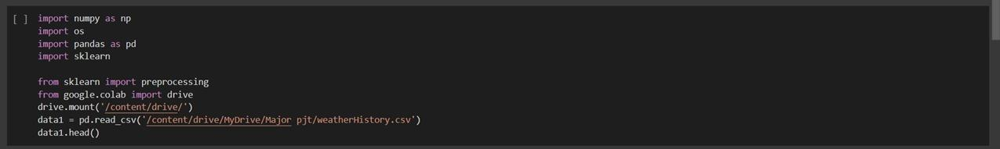 [ ] import numpy as np
import os
import pandas as pd
import sklearn
from sklearn import preprocessing
from google.colab import drive
drive.mount('/content/drive/')
data1 = pd.read_csv('/content/drive/MyDrive/Major pjt/weatherHistory.csv')
data1.head()